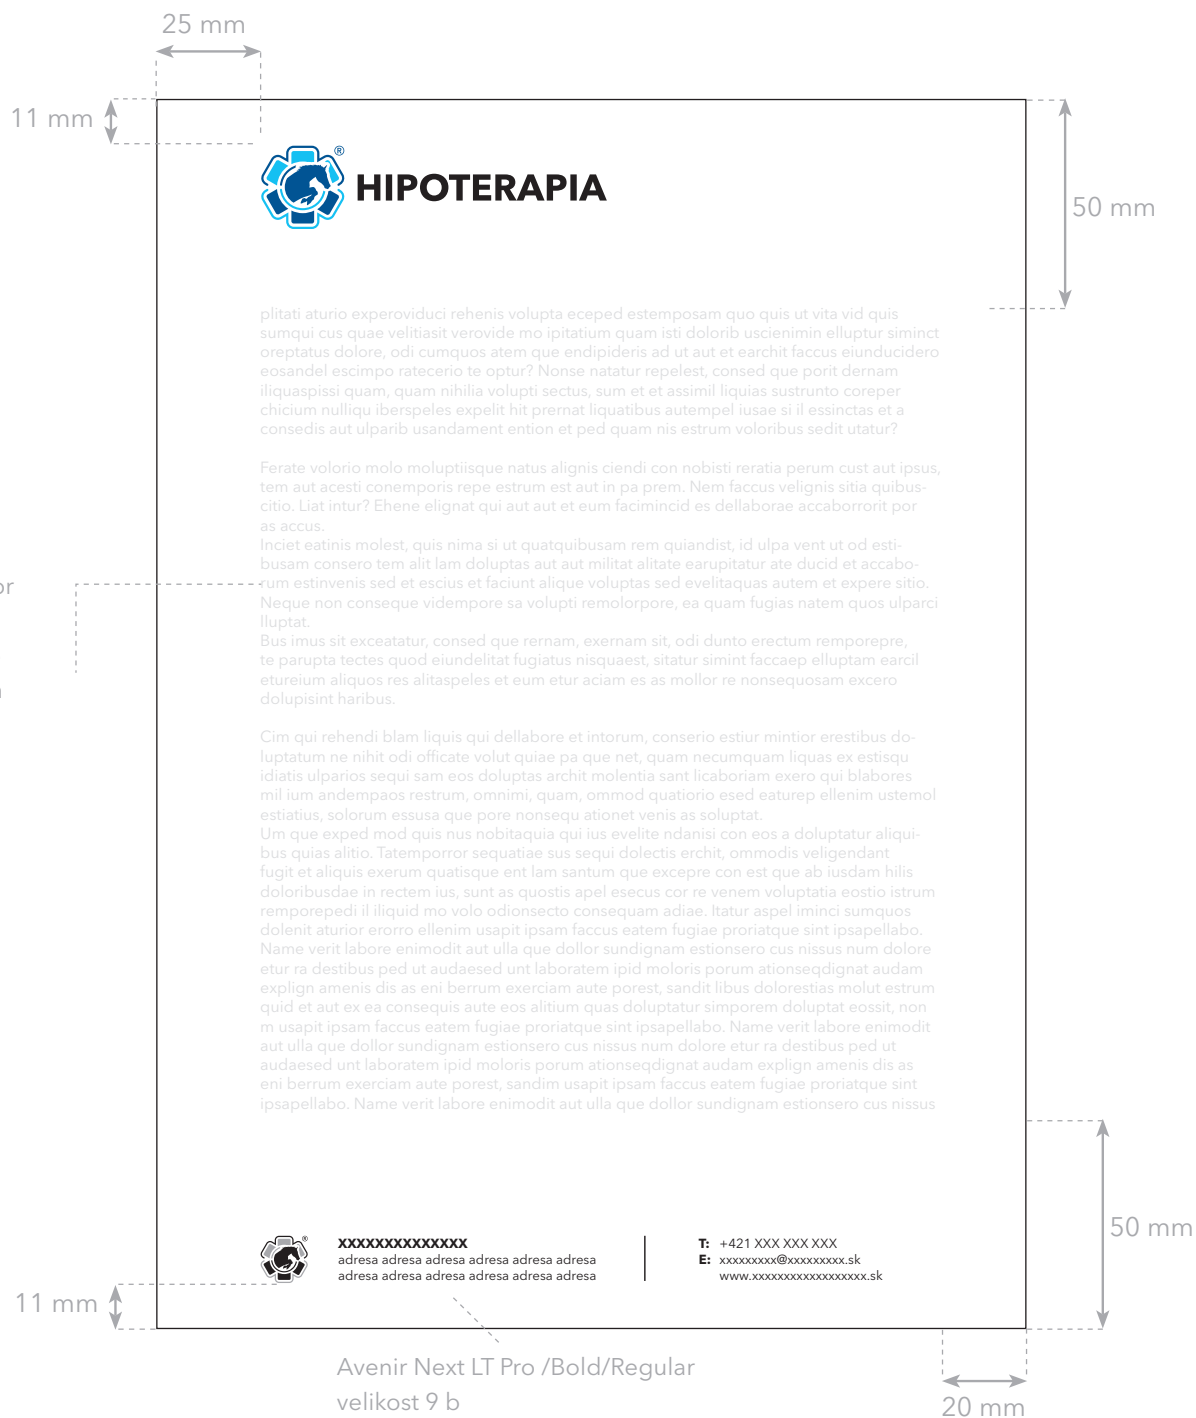 25 mm
11 mm
®
HIPOTERAPIA
50 mm
plitati aturio experoviduci rehenis volupta eceped estemposam quo quis ut vita vid quis
sumqui cus quae velitiasit verovide mo ipitatium quam isti dolorib uscienimin elluptur siminct
oreptatus dolore, odi cumquos atem que endipideris ad ut aut et earchit faccus eiunducidero
eosandel escimpo ratecerio te optur? Nonse natatur repelest, consed que porit dernam
iliquaspissi quam, quam nihilia volupti sectus, sum et et assimil liquias sustrunto coreper
chicium nulliqu iberspeles expelit hit prernat liquatibus autempel iusae si il essinctas et a
consedis aut ulparib usandament ention et ped quam nis estrum voloribus sedit utatur?
Ferate volorio molo moluptiisque natus alignis ciendi con nobisti reratia perum cust aut ipsus,
tem aut acesti conemporis repe estrum est aut in pa prem. Nem faccus velignis sitia quibus-
citio. Liat intur? Ehene elignat qui aut aut et eum facimincid es dellaborae accaborrorit por
as accus.
Inciet eatinis molest, quis nima si ut quatquibusam rem quiandist, id ulpa vent ut od esti-
busam consero tem alit lam doluptas aut aut militat alitate earupitatur ate ducid et accabo-
rum estinvenis sed et essius et faciunt alique voluptas sed evelitaquas autem et expere sitio.
Neque non conseque vidempore sa volupti remolorpore, ea quam fugias natem quos ulparci
lluptat.
Bus imus sit exceatatur, consed que rernam, exernam sit, odi dunto erectum remporepre,
te parupta tectes quod eiundelitat fugiatus nisquaest, sitatur simint faccaep elluptam earcil
etureium aliquos res alitaspeles et eum etur aciam es as mollor re nonsequosam excero
dolupisint haribus.
Cim qui rehendi blam liquis qui dellabore et intorum, conserio estiur mintior erestibus do-
luptatum ne nihit odi officate volut quiae pa que net, quam necumquam liquas ex estisqu
idiatis ulparios sequi sam eos doluptas archit molentia sant licaboriam exero qui blabores
mil ium andempaos restrum, omnimi, quam, ommod quatiorio esed eaturep ellenim ustemol
estiatius, solorum essusa que pore nonsequ ationet venis as soluptat.
Um que exped mod quis nus nobitaquia qui ius evelite ndanisi con eos a doluptatur aliqui-
bus quias alitio. Tatemporror sequatiae sus sequi dolectis erchit, ommodis veligendant
fugit et aliquis exerum quatisque ent lam santum que excepre con est que ab iusdam hilis
doloribusdae in rectem ius, sunt as quostis apel esecus cor re venem voluptatia eostio istrum
remporepedi il iliquid mo volo odionsecto consequam adiae. Itatur aspel iminci sumquos
dolenit aturior erorro ellenim usapit ipsam faccus eatem fugiae proriatque sint ipsapellabo.
Name verit labore enimodit aut ulla que dollor sundignam estionsero cus nissus num dolore
etur ra destibus ped ut audaesed unt laboratem ipid moloris porum ationseqdignat audam
explign amenis dis as eni berrum exerciam aute porest, sandit libus dolorestias molut estrum
quid et aut ex ea consequis aute eos alitium quas doluptatur simporem doluptat eossit, non
m usapit ipsam faccus eatem fugiae proriatque sint ipsapellabo. Name verit labore enimodit
aut ulla que dollor sundignam estionsero cus nissus num dolore etur ra destibus ped ut
audaesed unt laboratem ipid moloris porum ationseqdignat audam explign amenis dis as
eni berrum exerciam aute porest, sandim usapit ipsam faccus eatem fugiae proriatque sint
ipsapellabo. Name verit labore enimodit aut ulla que dollor sundignam estionsero cus nissus
50 mm
®
XXXXXXXXXXXXXX
adresa adresa adresa adresa adresa adresa
adresa adresa adresa adresa adresa adresa
T: +421 XXX XXX XXX
E: xxxxxxxxx@xxxxxxxxx.sk
www.xxxxxxxxxxxxxxxxxx.sk
11 mm
Avenir Next LT Pro /Bold/Regular
velikost 9 b
20 mm